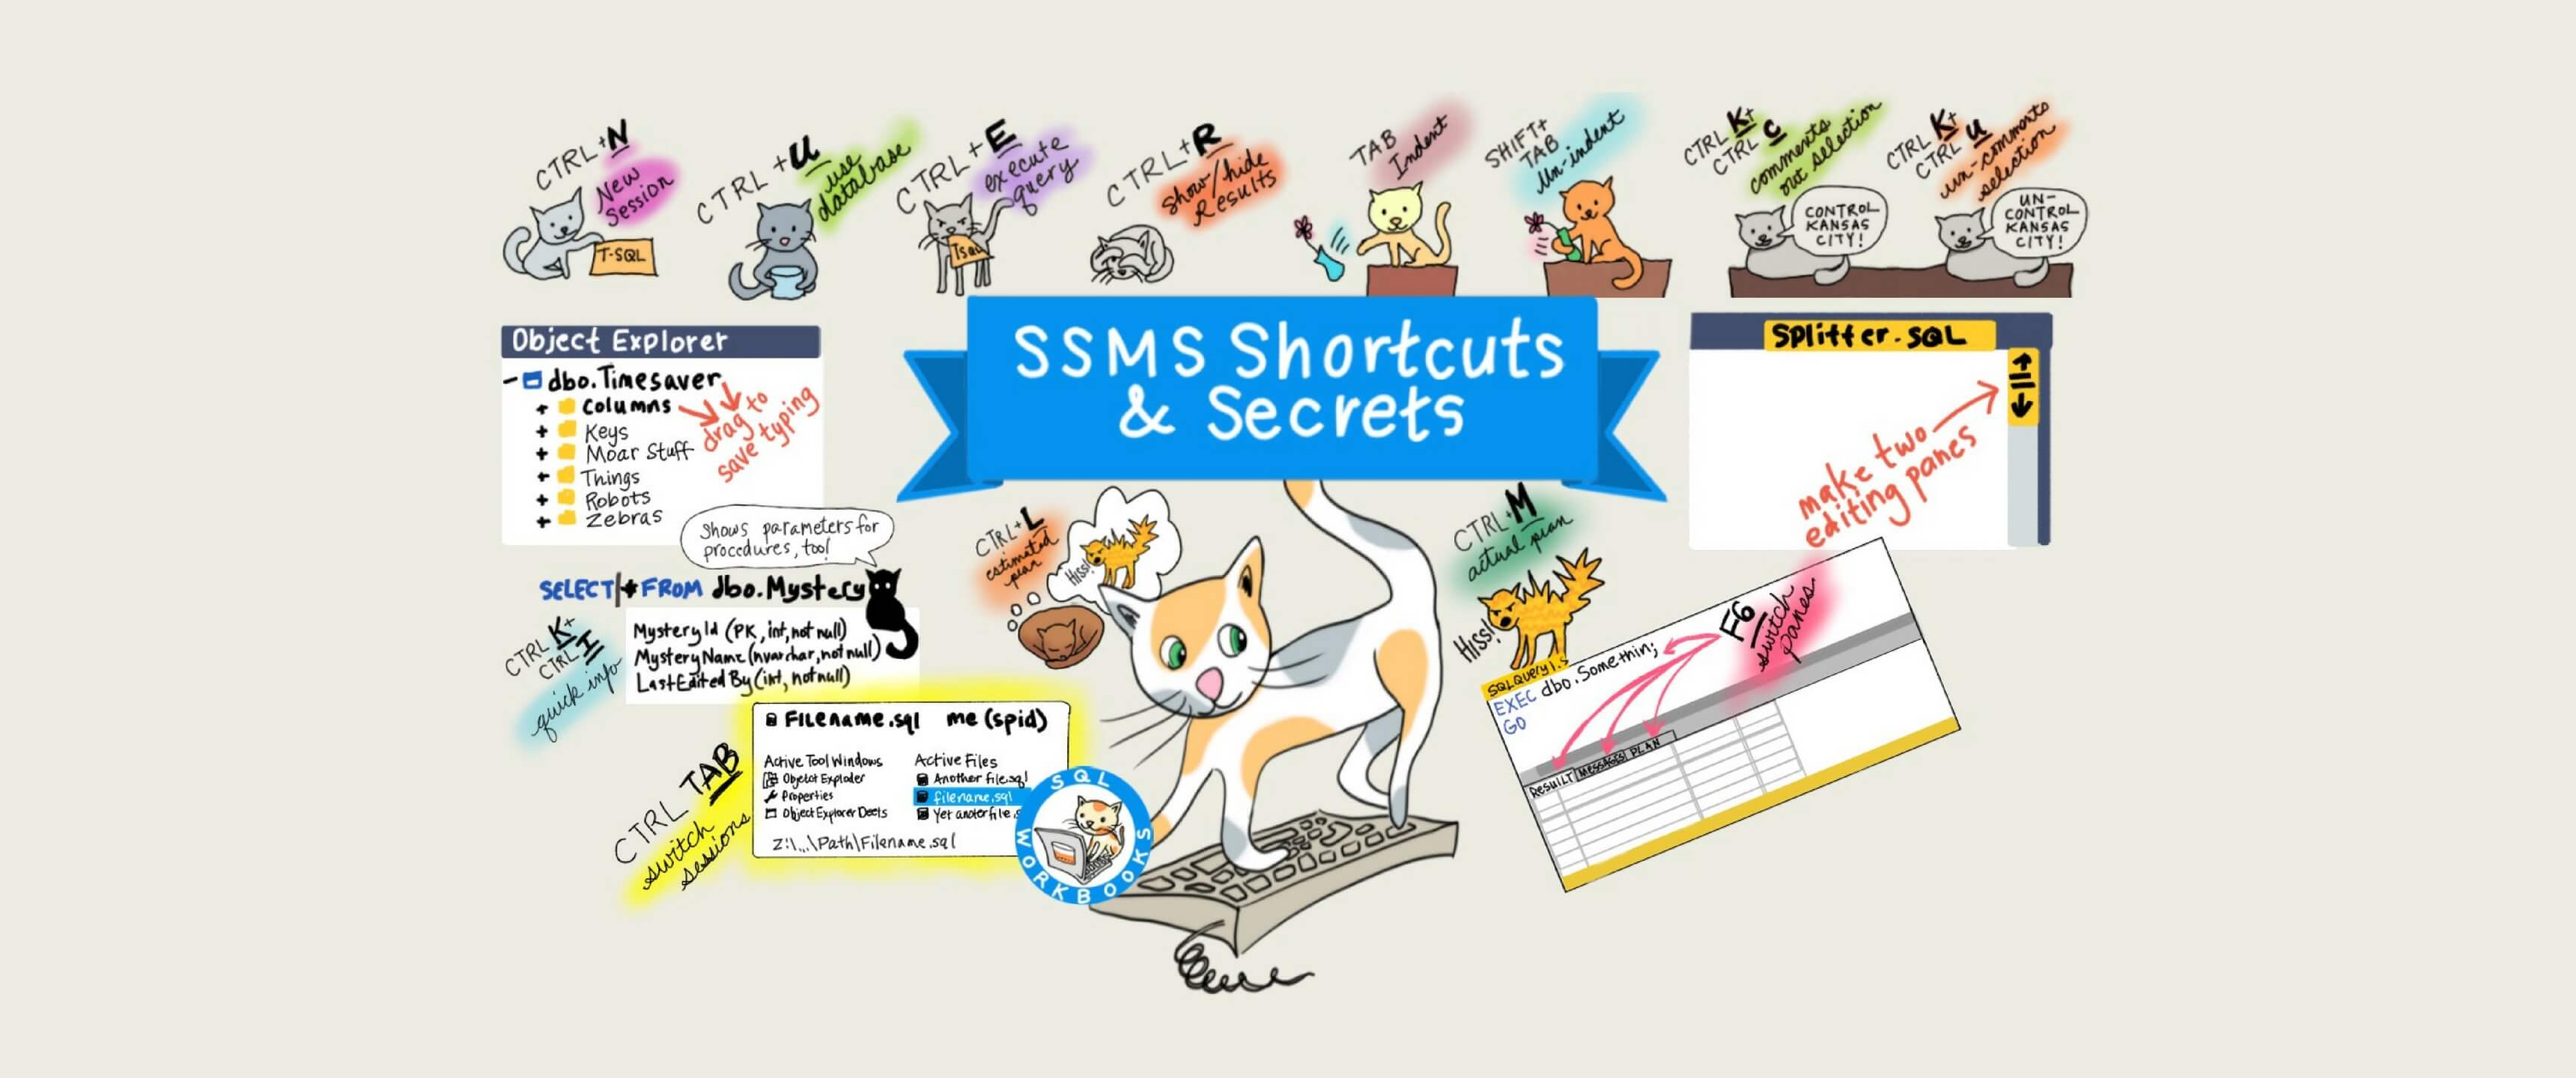 CTRL+N
New
Session
T-SQL
CTRL+U
use
database
CTRL+E
execute
query
Tsql
CTRL+R
show/hide
Results
TAB
Indent
SHIFT+
TAB
Un-indent
CTRL K+
CTRL C
comments
out selection
CONTROL
KANSAS
CITY!
CTRL K+
CTRL U
un-comments
selection
UN-
CONTROL
KANSAS
CITY!
SSMS Shortcuts
& Secrets
Object Explorer
dbo.Timesaver
+ Columns
+ Keys
+ Moar Stuff
+ Things
+ Robots
+ Zebras
drag to
save typing
Splitter.SQL
make two
editing panes
Shows parameters for
procedures, too!
SELECT|* FROM dbo.Mystery
CTRL K+
CTRL I
quick info
MysteryId (PK, int, not null)
MysteryName (nvarchar, not null)
LastEditedBy (int, not null)
CTRL+L
estimated
plan
Hiss!
CTRL+M
actual plan
HISS!
F6
switch
panes
SQLQuery1.s
EXEC dbo.Somethin;
GO
RESULT MESSAGES PLAN
CTRL TAB
switch
sessions
Filename.sql me (spid)
Active Tool Windows
Object Exploder
Properties
Object Explorer Deets
Active Files
Another file.sql
filename.sql
Yet anoter file.s
Z:\...\Path\Filename.sql
SQL
WORKBOOKS